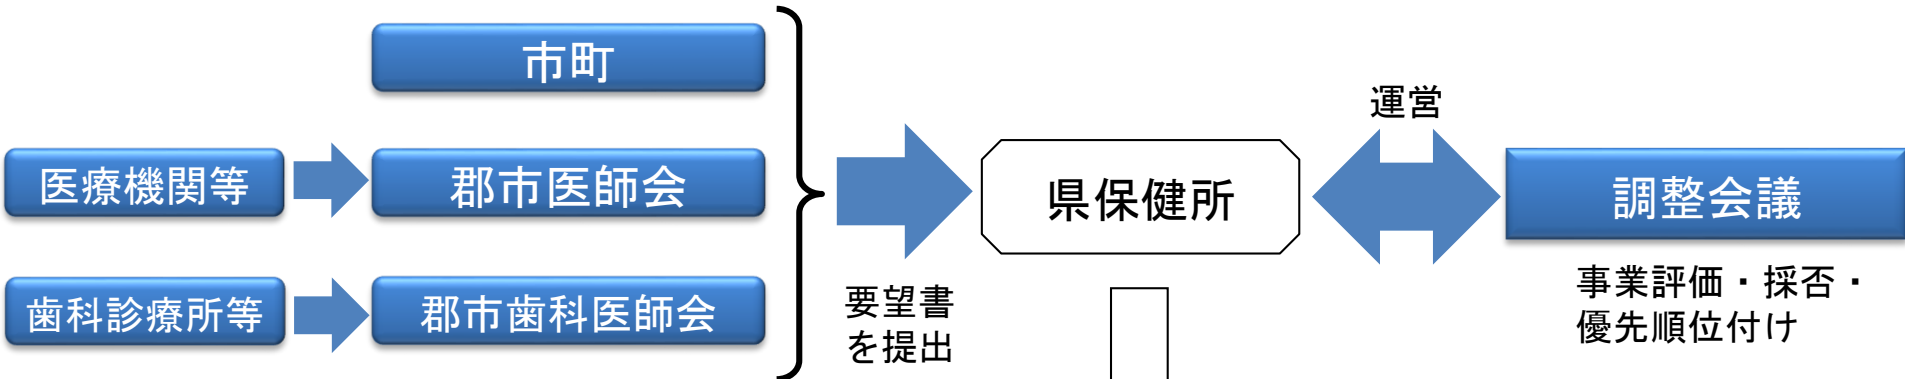 市町
医療機関等
郡市医師会
歯科診療所等
郡市歯科医師会
要望書
を提出
県保健所
運営
調整会議
事業評価・採否・
優先順位付け